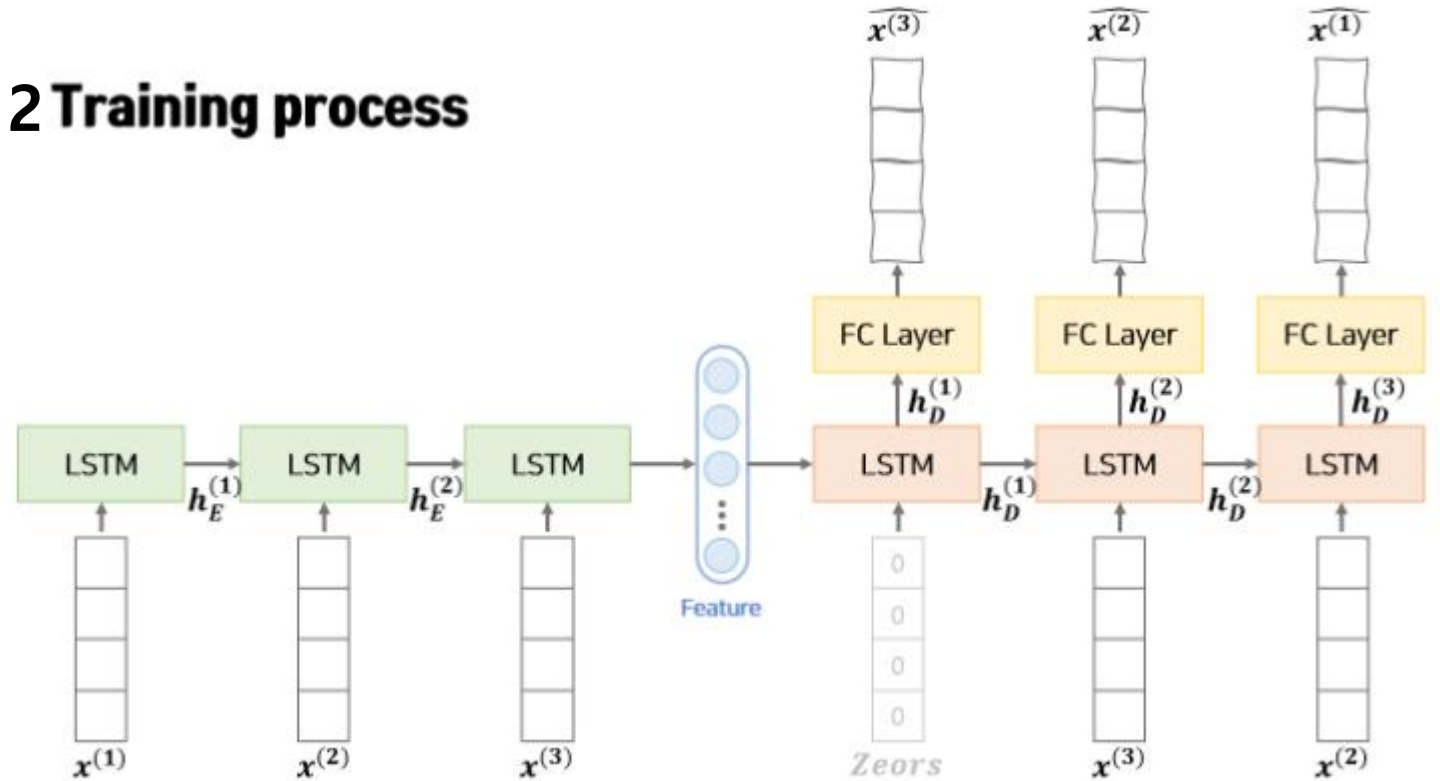 2 Training process
x̂^(3) x̂^(2) x̂^(1)
FC Layer FC Layer FC Layer
h_D^(1) h_D^(2) h_D^(3)
LSTM LSTM LSTM LSTM LSTM LSTM
h_E^(1) h_E^(2) h_D^(1) h_D^(2)
0
0
0
0
Feature
x^(1) x^(2) x^(3) Zeors x^(3) x^(2)